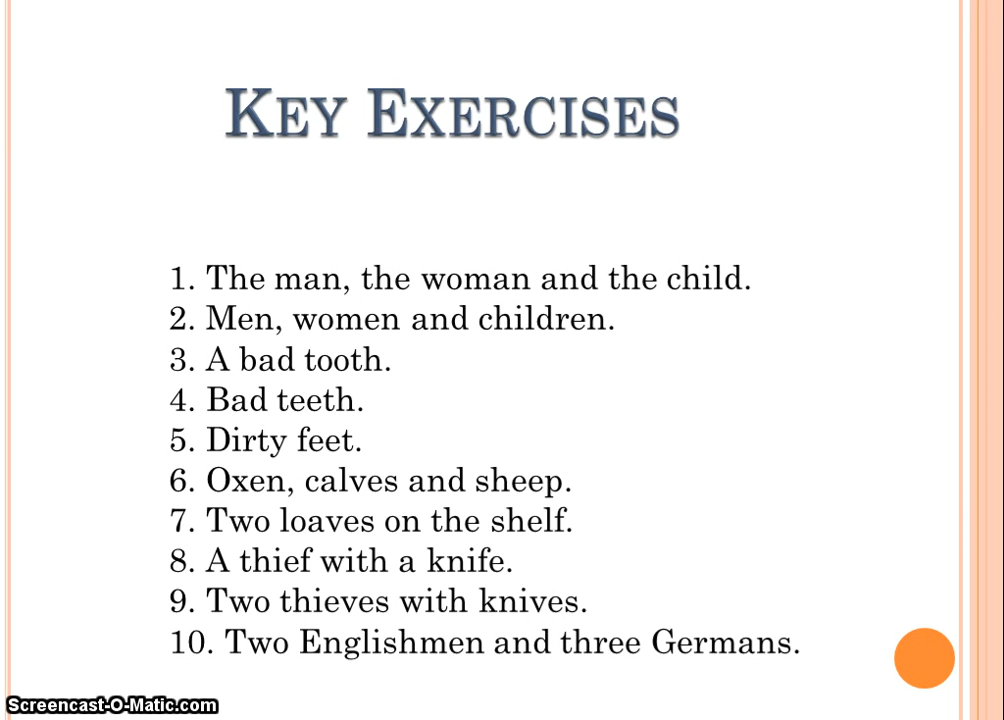 KEY EXERCISES
1. The man, the woman and the child.
2. Men, women and children.
3. A bad tooth.
4. Bad teeth.
5. Dirty feet.
6. Oxen, calves and sheep.
7. Two loaves on the shelf.
8. A thief with a knife.
9. Two thieves with knives.
10. Two Englishmen and three Germans.
Screencast-O-Matic.com